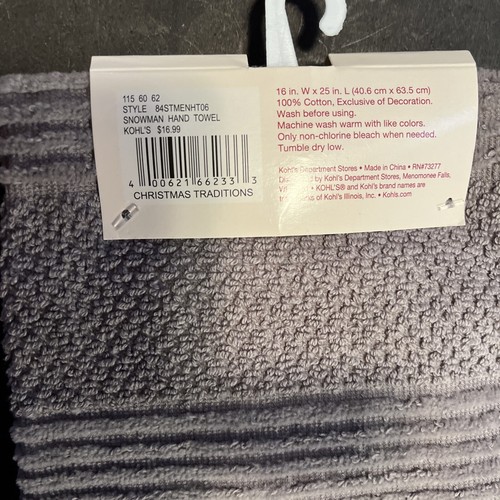 115 60 62
STYLE 84STMENHT06
SNOWMAN HAND TOWEL
KOHL'S $16.99
4 00621 66233 3
CHRISTMAS TRADITIONS
16 in. W x 25 in. L (40.6 cm x 63.5 cm)
100% Cotton, Exclusive of Decoration.
Wash before using.
Machine wash warm with like colors.
Only non-chlorine bleach when needed.
Tumble dry low.
Kohl's Department Stores • Made in China • RN#73277
by Kohl's Department Stores, Menomonee Falls,
• KOHL'S® and Kohl's brand names are
of Kohl's Illinois, Inc. • Kohls.com